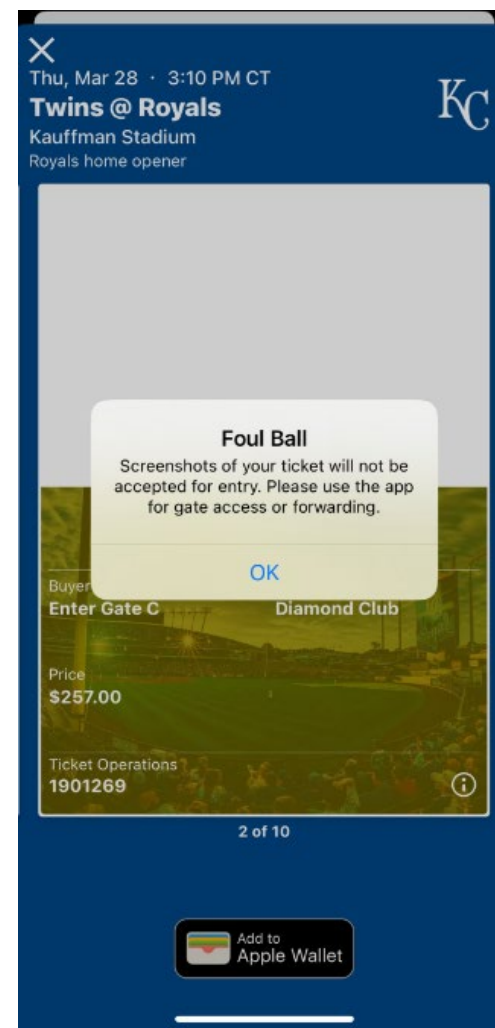 Thu, Mar 28 · 3:10 PM CT
Twins @ Royals
KC
Kauffman Stadium
Royals home opener
Foul Ball
Screenshots of your ticket will not be
accepted for entry. Please use the app
for gate access or forwarding.
OK
Buyer
Enter Gate C Diamond Club
Price
$257.00
Ticket Operations
1901269
2 of 10
Add to
Apple Wallet